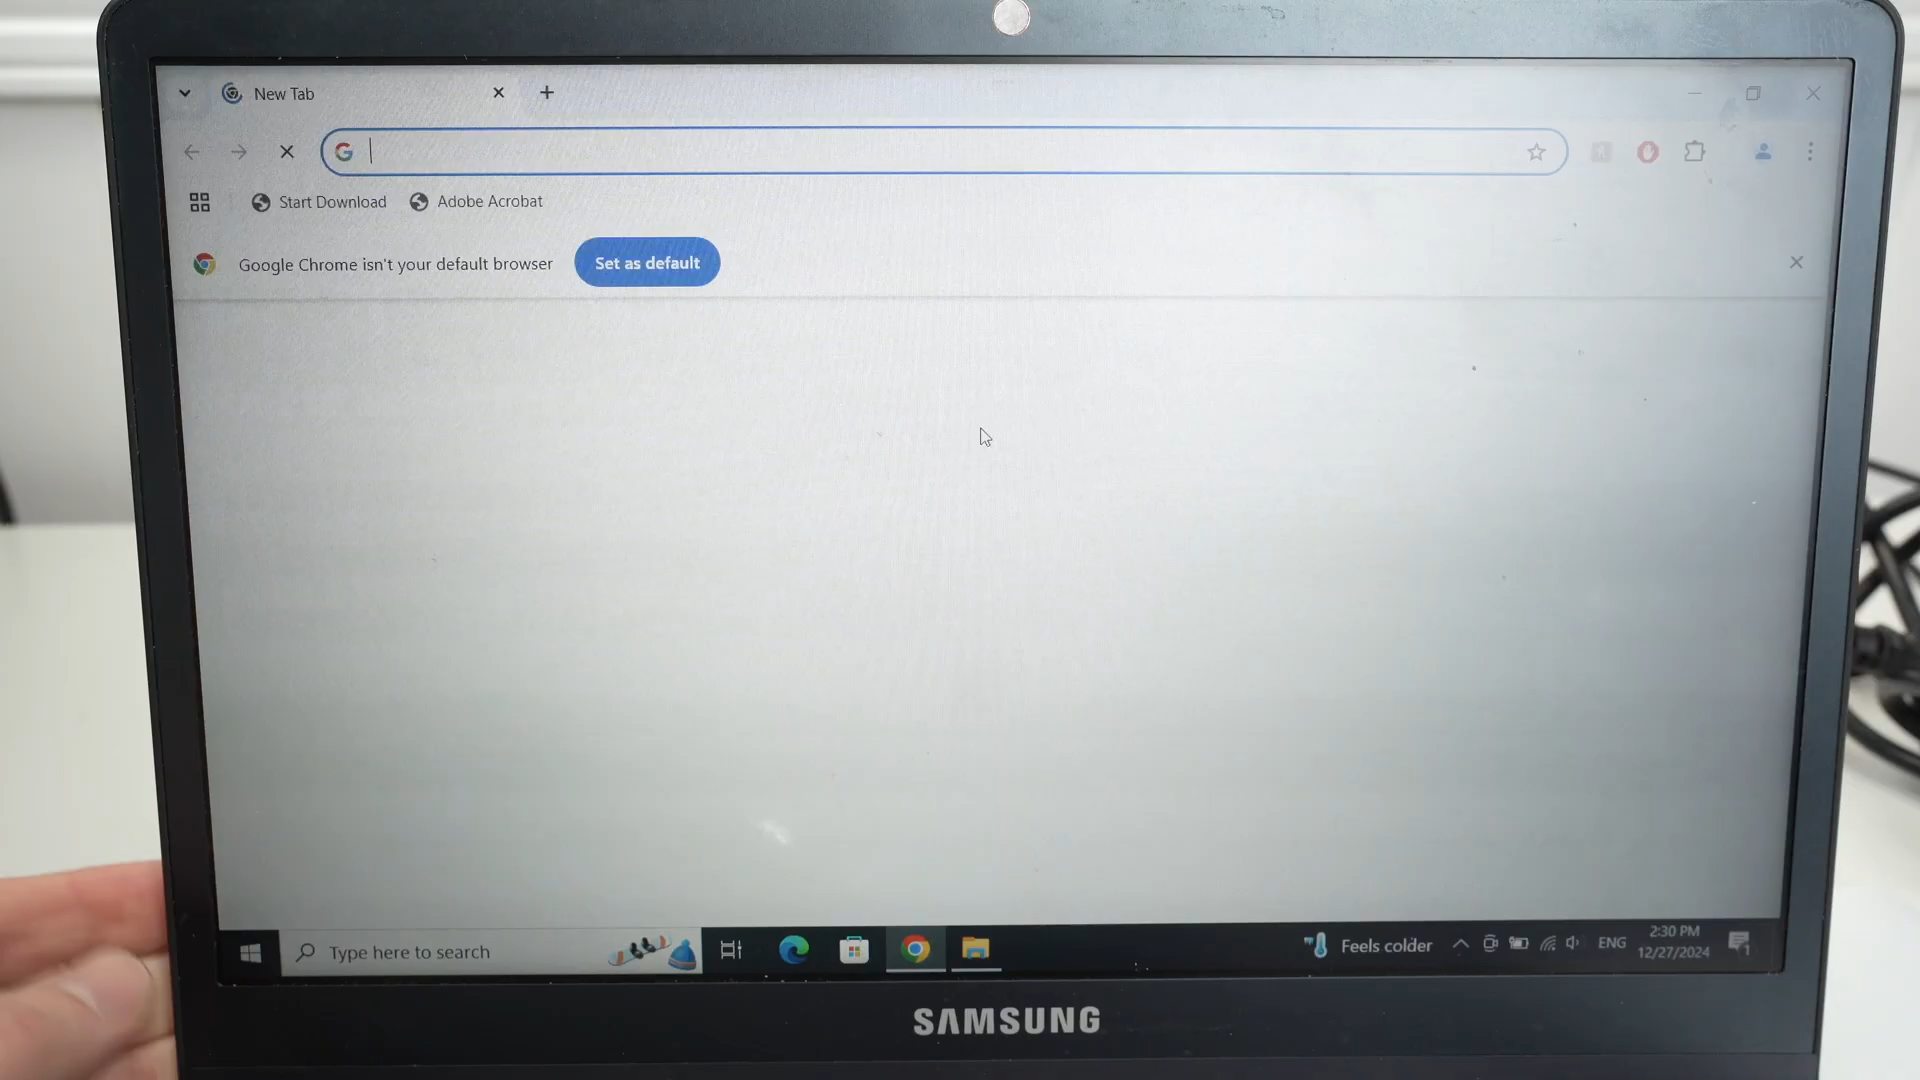 New Tab
Start Download
Adobe Acrobat
Google Chrome isn't your default browser
Set as default
Type here to search
Feels colder
ENG
2:30 PM
12/27/2024
1
SAMSUNG